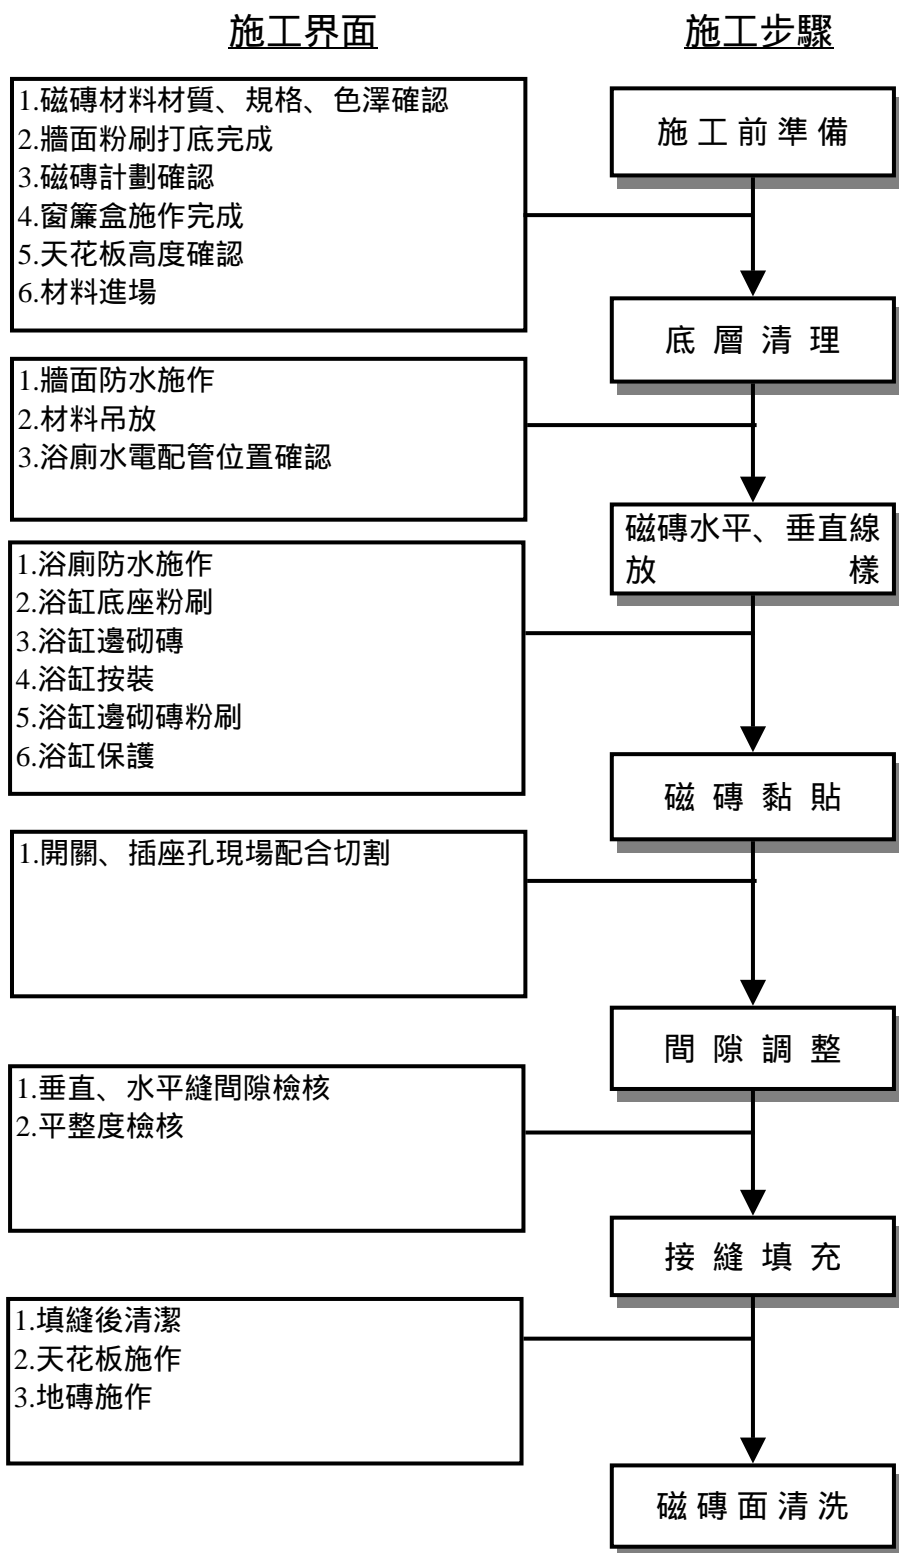 施工界面
施工步驟
1.磁磚材料材質、規格、色澤確認
2.牆面粉刷打底完成
3.磁磚計劃確認
4.窗簾盒施作完成
5.天花板高度確認
6.材料進場
施工前準備
底層清理
1.牆面防水施作
2.材料吊放
3.浴廁水電配管位置確認
磁磚水平、垂直線
放樣
1.浴廁防水施作
2.浴缸底座粉刷
3.浴缸邊砌磚
4.浴缸按裝
5.浴缸邊砌磚粉刷
6.浴缸保護
磁磚黏貼
1.開關、插座孔現場配合切割
間隙調整
1.垂直、水平縫間隙檢核
2.平整度檢核
接縫填充
1.填縫後清潔
2.天花板施作
3.地磚施作
磁磚面清洗